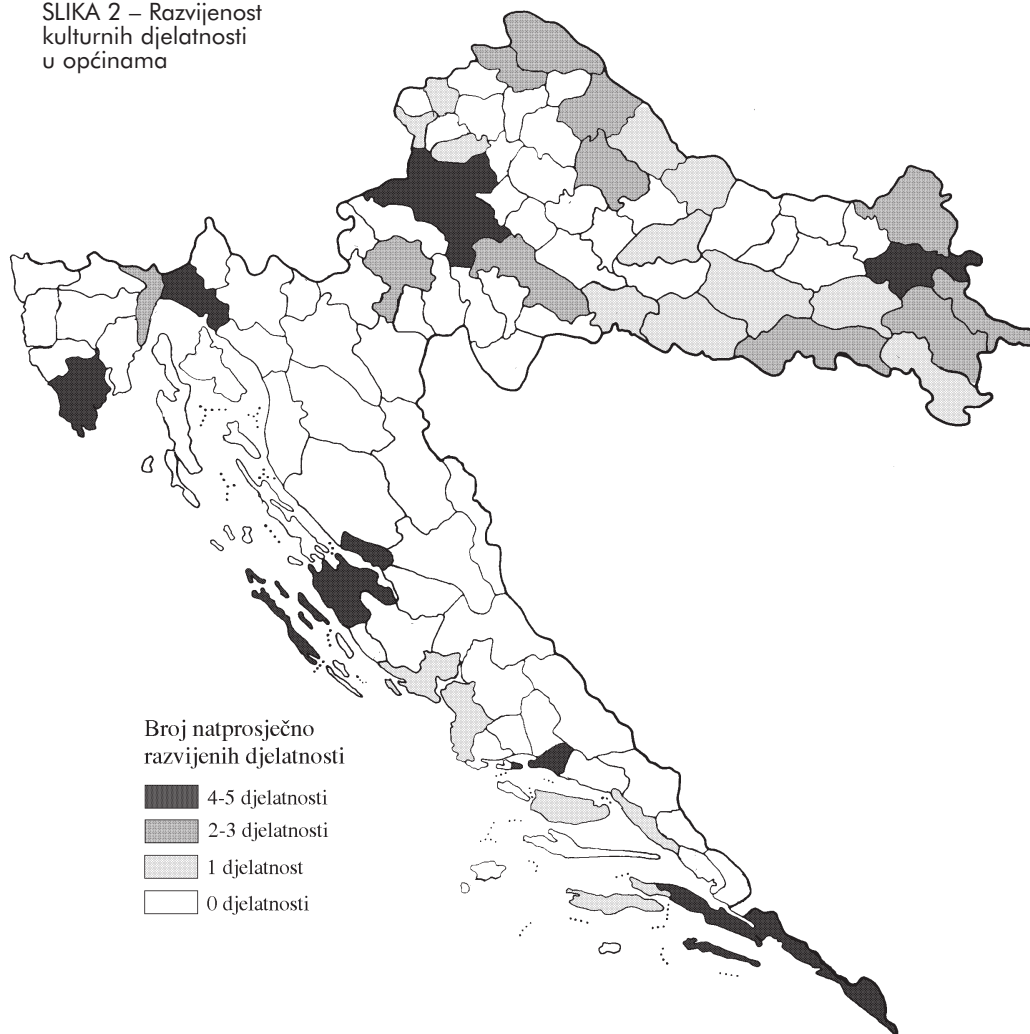 SLIKA 2 – Razvijenost
kulturnih djelatnosti
u općinama
Broj natprosječno
razvijenih djelatnosti
4-5 djelatnosti
2-3 djelatnosti
1 djelatnost
0 djelatnosti